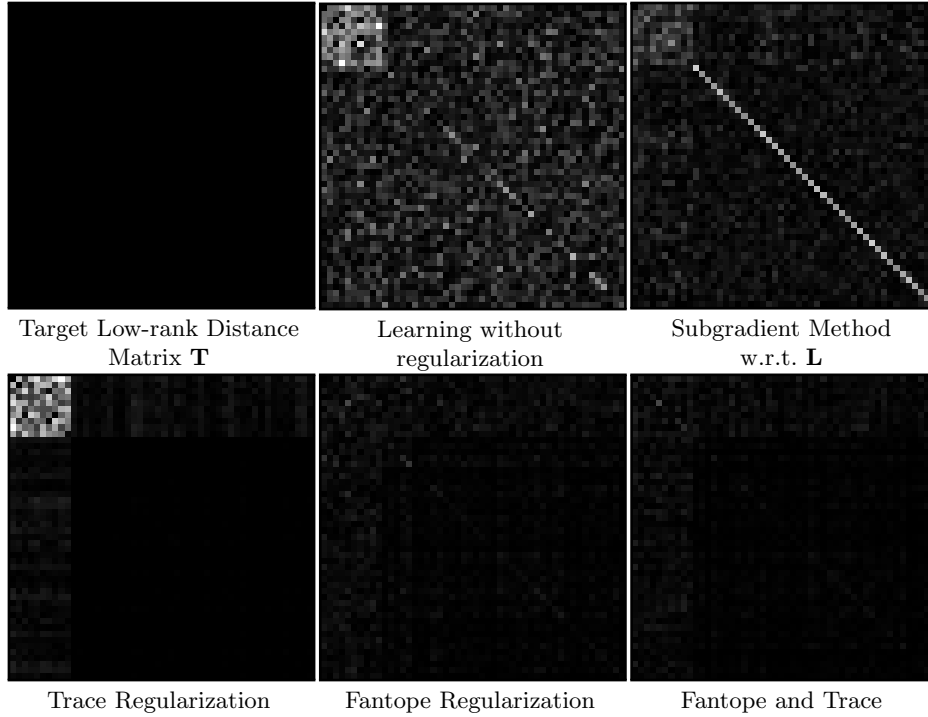 Target Low-rank Distance
Matrix T
Learning without
regularization
Subgradient Method
w.r.t. L
Trace Regularization
Fantope Regularization
Fantope and Trace